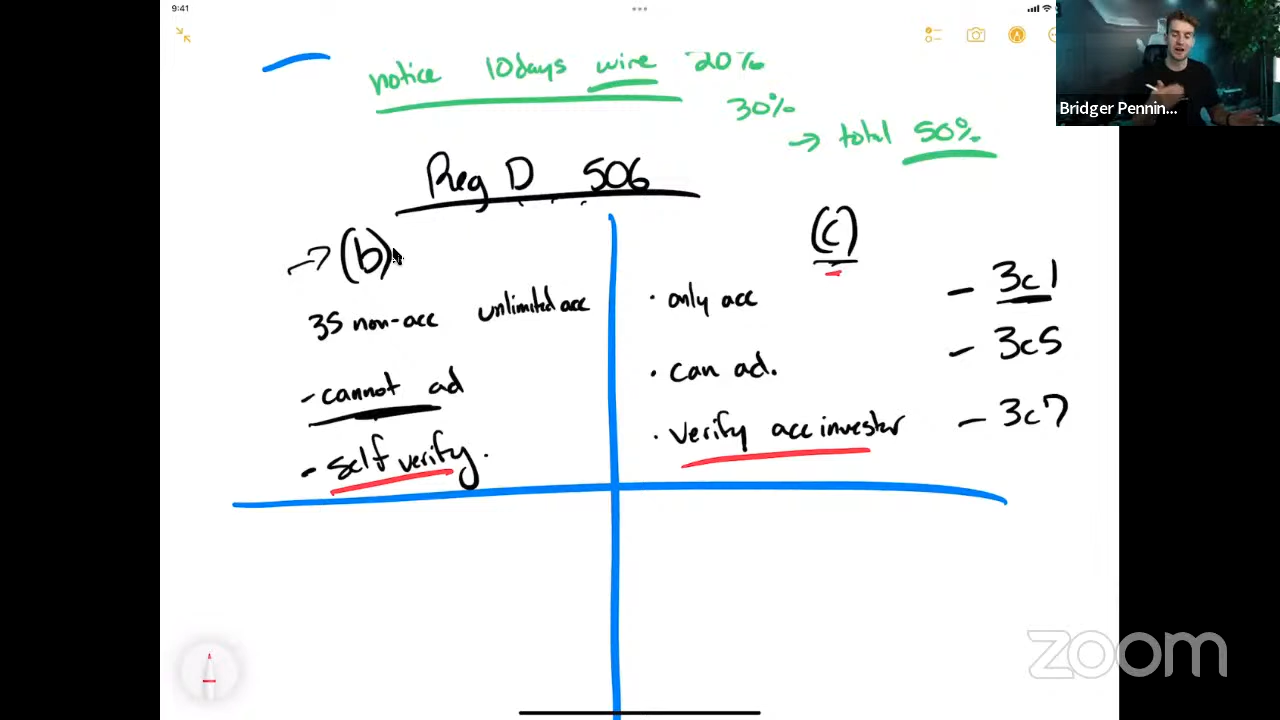 9:41
notice 10days wire 20%
30%
→ total 50%
Bridger Pennin...
Reg D 506
→ (b)
35 non-acc unlimited acc
- cannot ad
- self verify.
(c)
· only acc
· can ad.
· verify acc investor
- 3c1
- 3c5
- 3c7
zoom